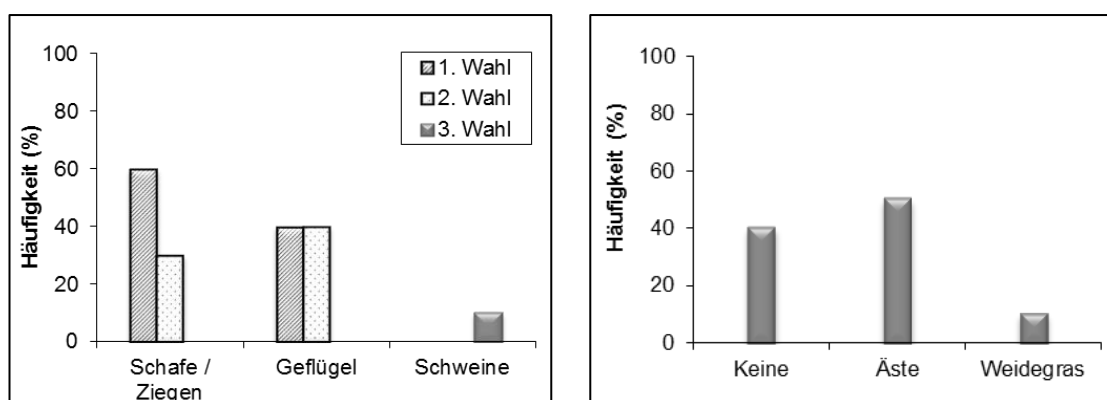 Häufigkeit (%)
100
80
60
40
20
0
1. Wahl
2. Wahl
3. Wahl
Schafe /
Ziegen
Geflügel
Schweine
Häufigkeit (%)
100
80
60
40
20
0
Keine
Äste
Weidegras